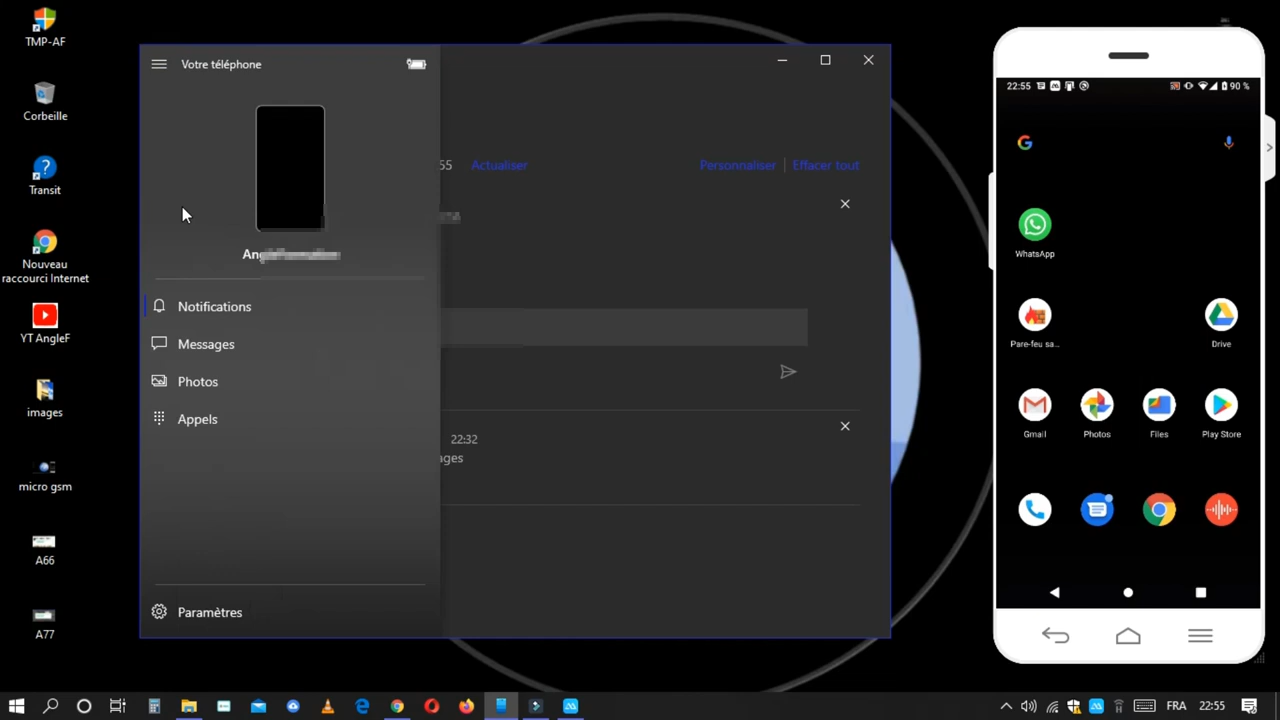 TMP-AF
Corbeille
Transit
Nouveau
raccourci Internet
YT AngleF
images
micro gsm
A66
A77
Votre téléphone
Notifications
Messages
Photos
Appels
Paramètres
55 Actualiser
Personnaliser | Effacer tout
22:32
ages
22:55
90 %
WhatsApp
Pare-feu sa...
Drive
Gmail
Photos
Files
Play Store
FRA
22:55